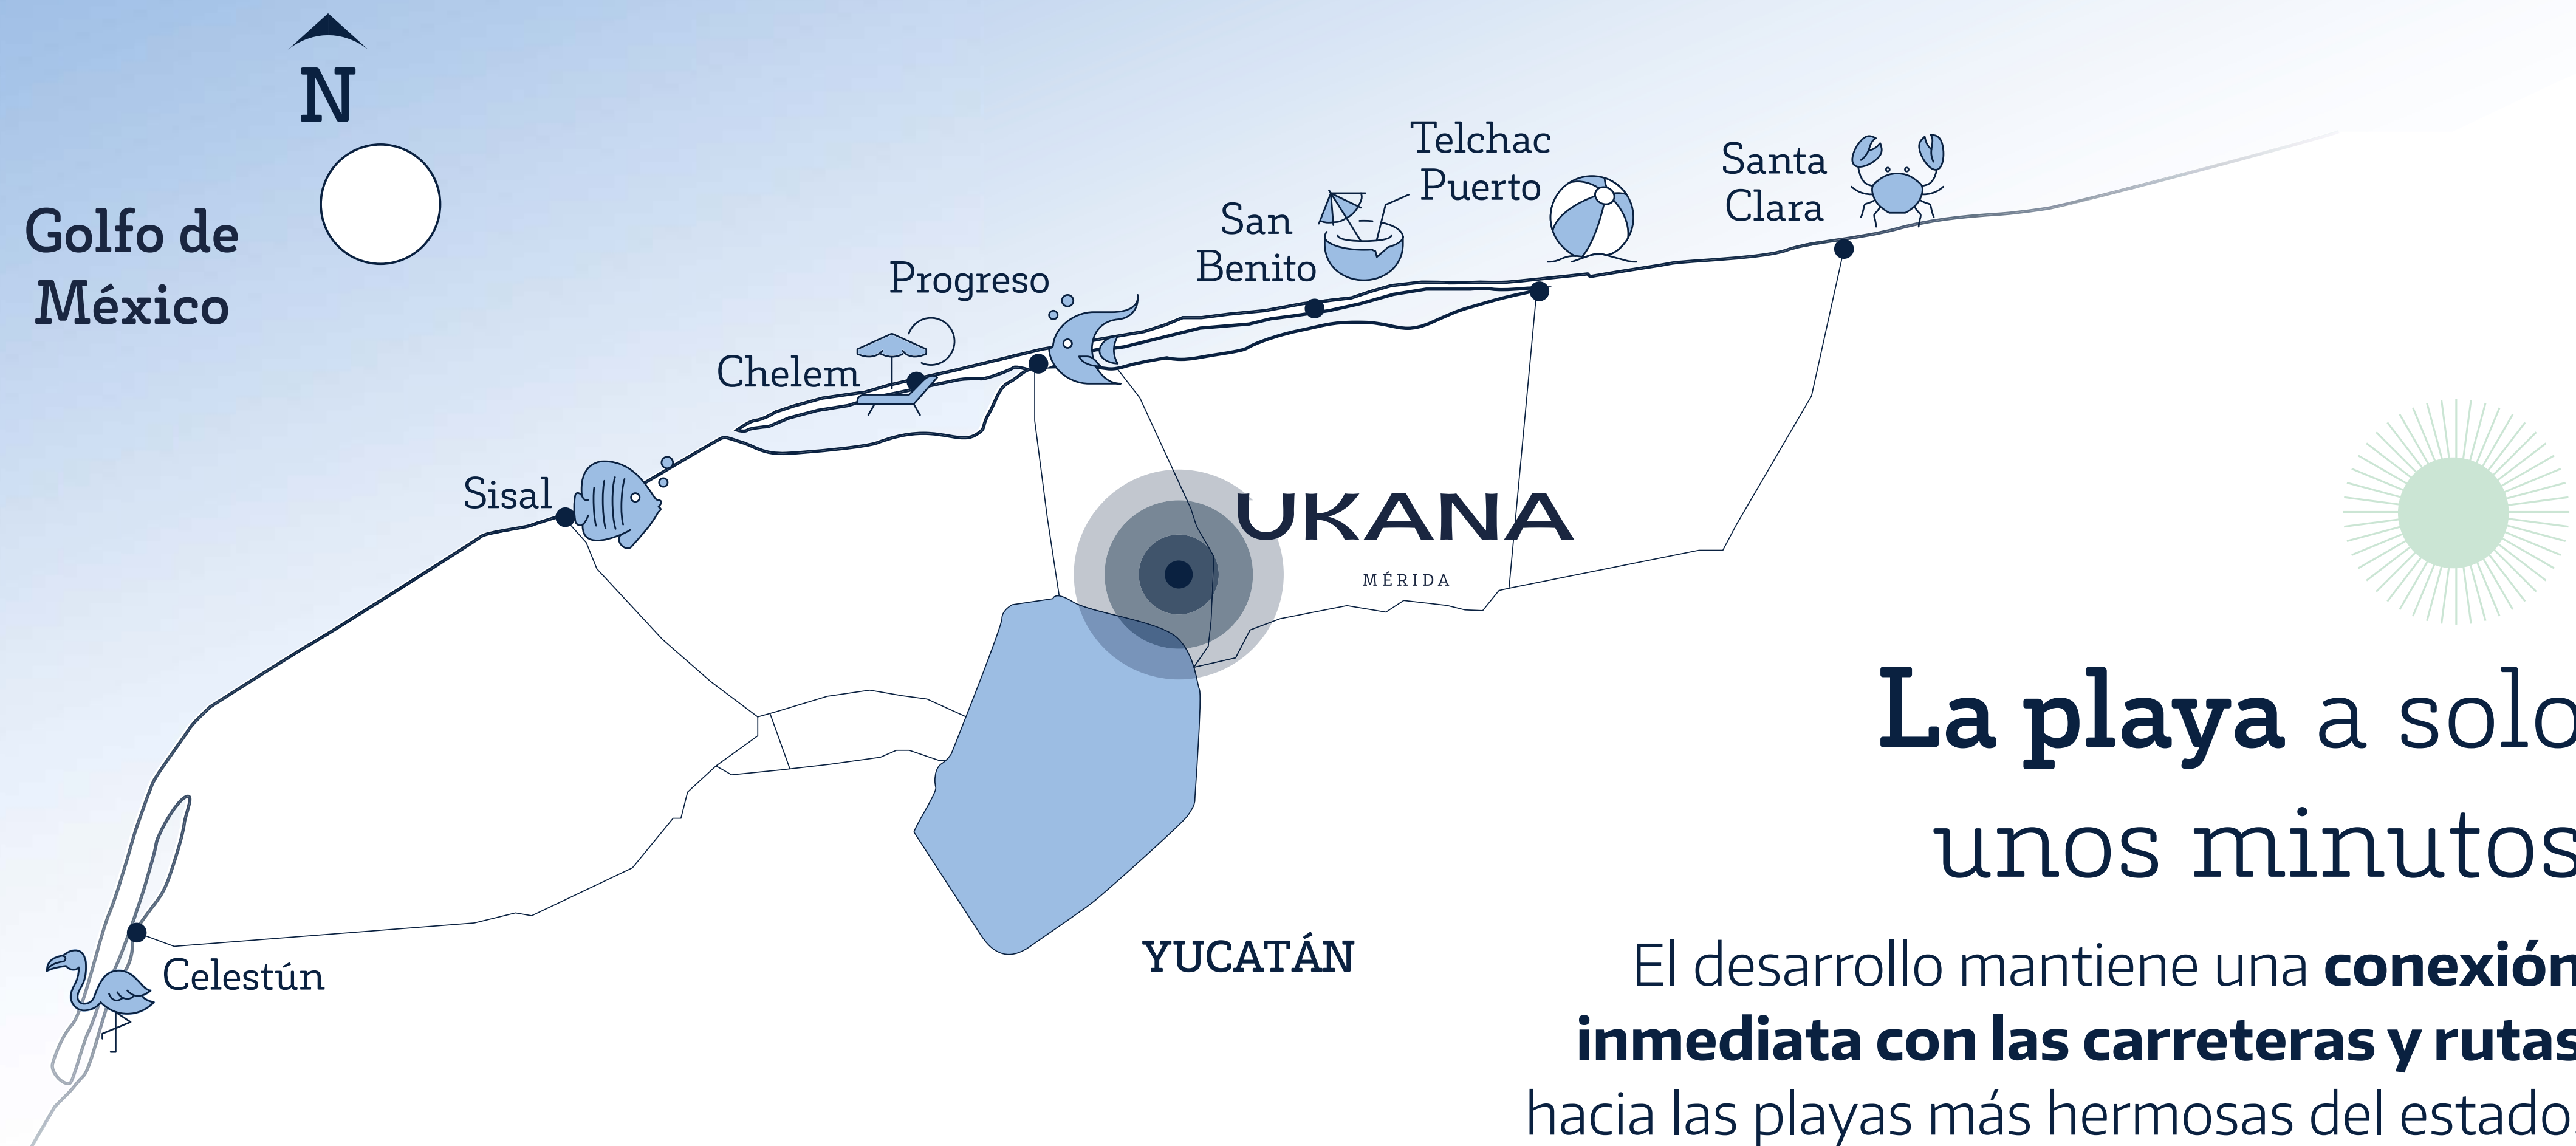 N
Golfo de
México
Telchac
Puerto
Santa
Clara
San
Benito
Progreso
Chelem
Sisal
UKANA
MÉRIDA
La playa a solo
unos minutos
YUCATÁN
Celestún
El desarrollo mantiene una conexión
inmediata con las carreteras y rutas
hacia las playas más hermosas del estado